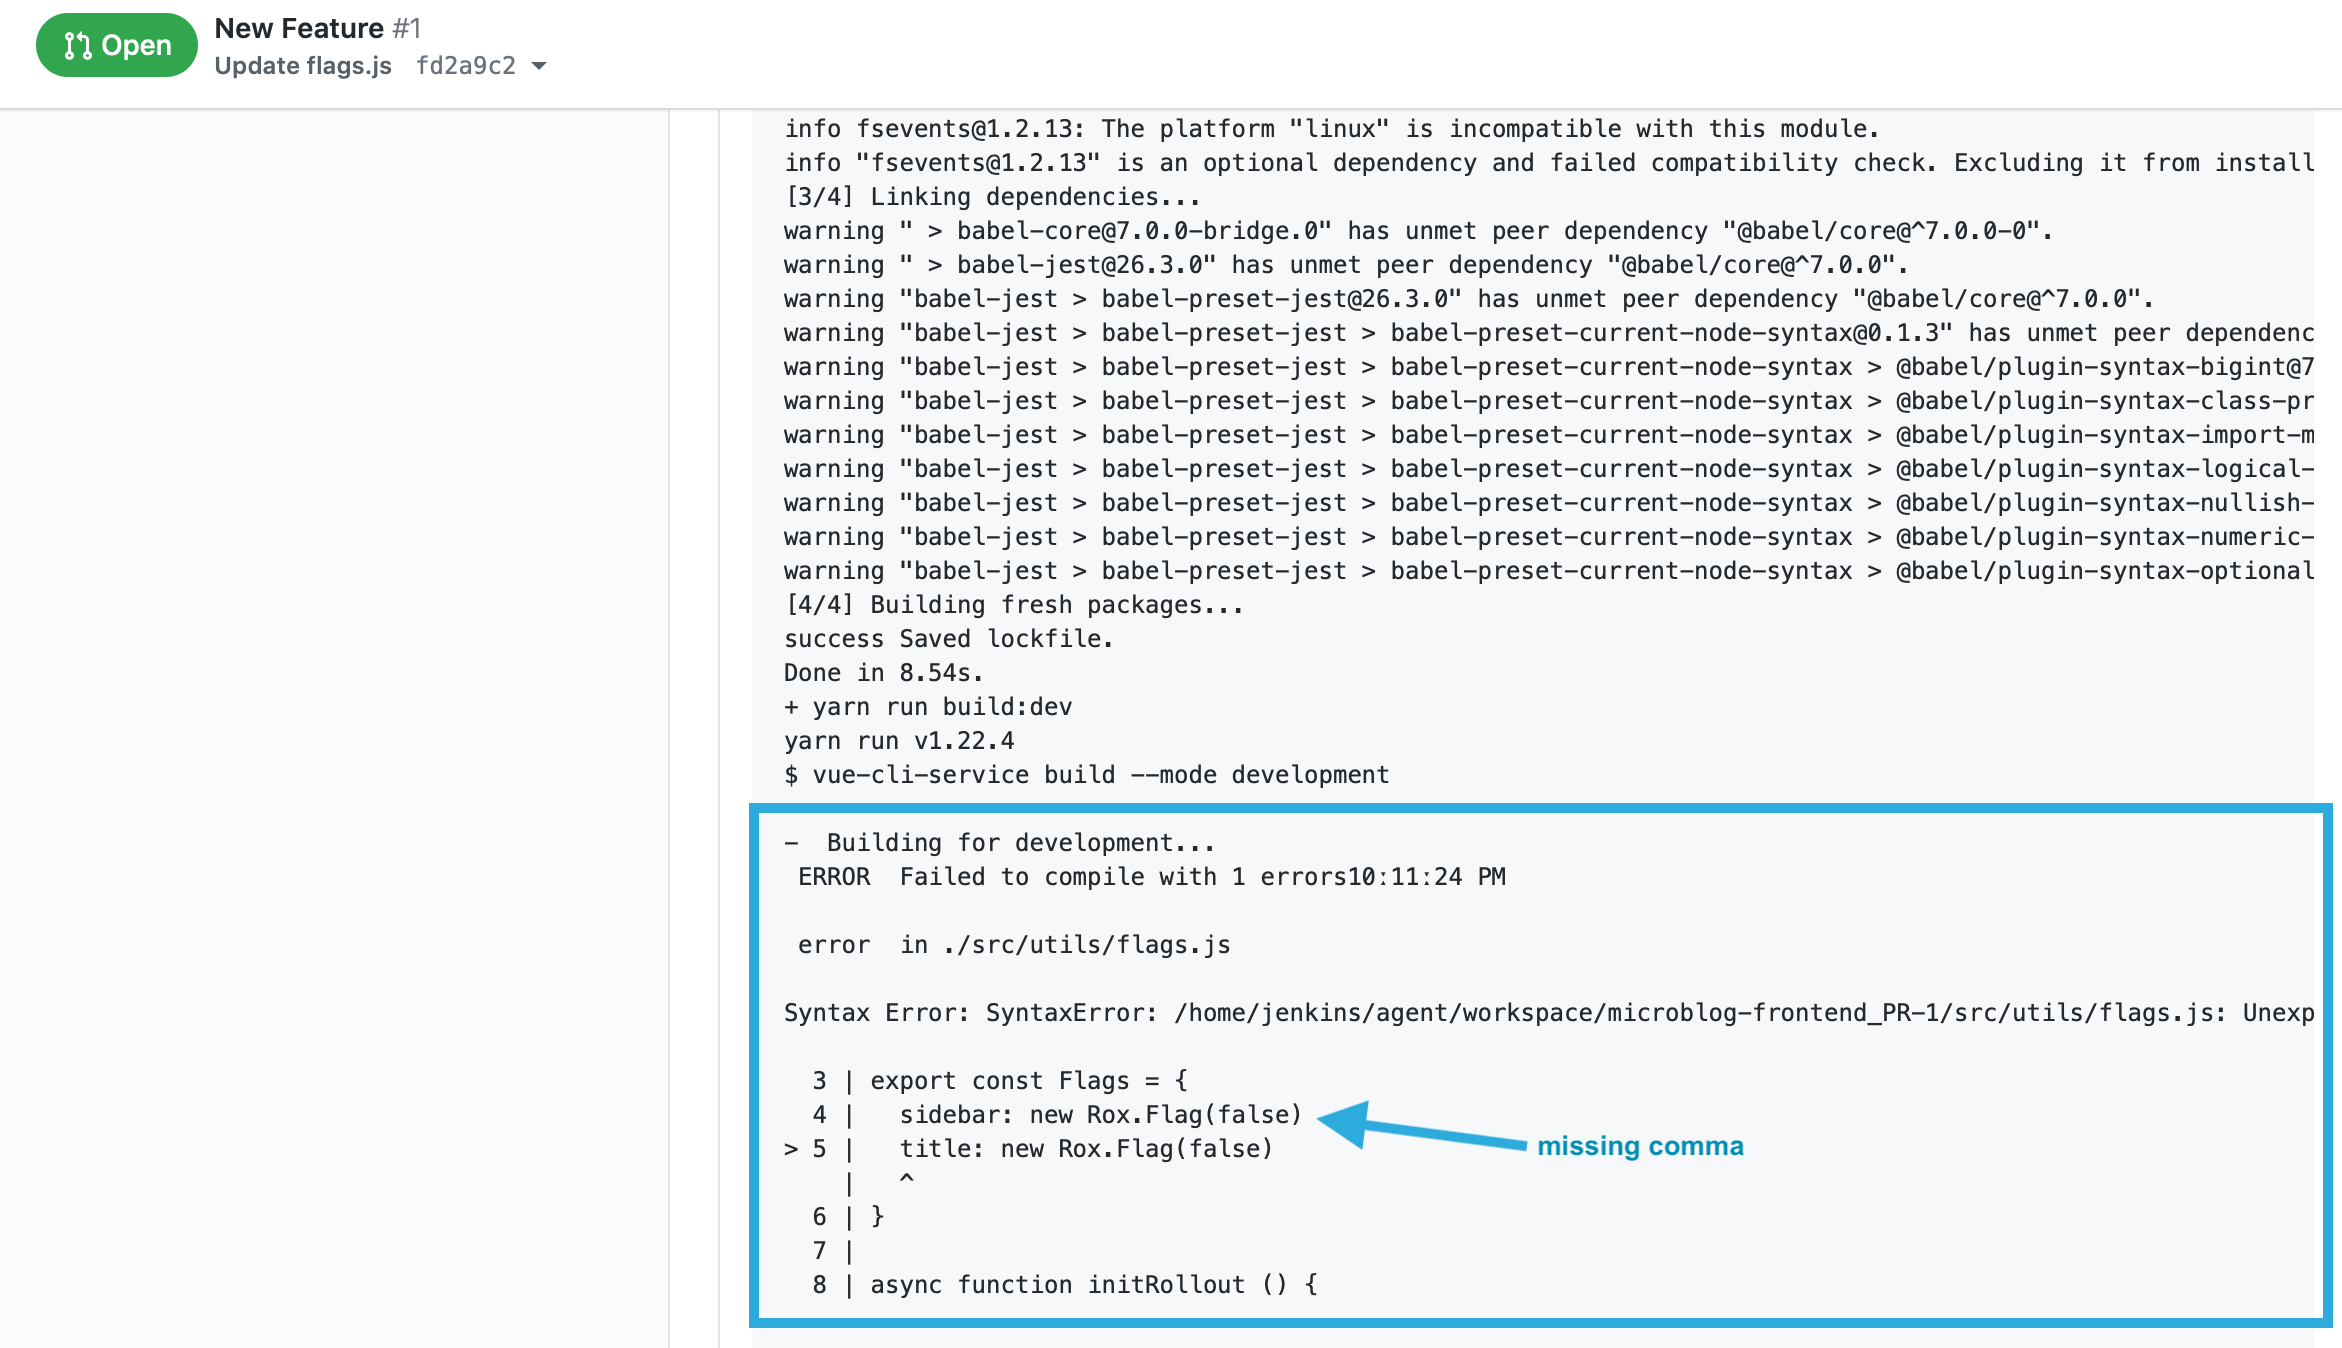 Open
New Feature #1
Update flags.js fd2a9c2
info fsevents@1.2.13: The platform "linux" is incompatible with this module.
info "fsevents@1.2.13" is an optional dependency and failed compatibility check. Excluding it from install
[3/4] Linking dependencies...
warning " > babel-core@7.0.0-bridge.0" has unmet peer dependency "@babel/core@^7.0.0-0".
warning " > babel-jest@26.3.0" has unmet peer dependency "@babel/core@^7.0.0".
warning "babel-jest > babel-preset-jest@26.3.0" has unmet peer dependency "@babel/core@^7.0.0".
warning "babel-jest > babel-preset-jest > babel-preset-current-node-syntax@0.1.3" has unmet peer dependenc
warning "babel-jest > babel-preset-jest > babel-preset-current-node-syntax > @babel/plugin-syntax-bigint@7
warning "babel-jest > babel-preset-jest > babel-preset-current-node-syntax > @babel/plugin-syntax-class-pr
warning "babel-jest > babel-preset-jest > babel-preset-current-node-syntax > @babel/plugin-syntax-import-m
warning "babel-jest > babel-preset-jest > babel-preset-current-node-syntax > @babel/plugin-syntax-logical-
warning "babel-jest > babel-preset-jest > babel-preset-current-node-syntax > @babel/plugin-syntax-nullish-
warning "babel-jest > babel-preset-jest > babel-preset-current-node-syntax > @babel/plugin-syntax-numeric-
warning "babel-jest > babel-preset-jest > babel-preset-current-node-syntax > @babel/plugin-syntax-optional
[4/4] Building fresh packages...
success Saved lockfile.
Done in 8.54s.
+ yarn run build:dev
yarn run v1.22.4
$ vue-cli-service build --mode development
-  Building for development...
ERROR  Failed to compile with 1 errors10:11:24 PM
error  in ./src/utils/flags.js
Syntax Error: SyntaxError: /home/jenkins/agent/workspace/microblog-frontend_PR-1/src/utils/flags.js: Unexp
3 | export const Flags = {
4 |   sidebar: new Rox.Flag(false)
> 5 |   title: new Rox.Flag(false)
|   ^
missing comma
6 | }
7 |
8 | async function initRollout () {